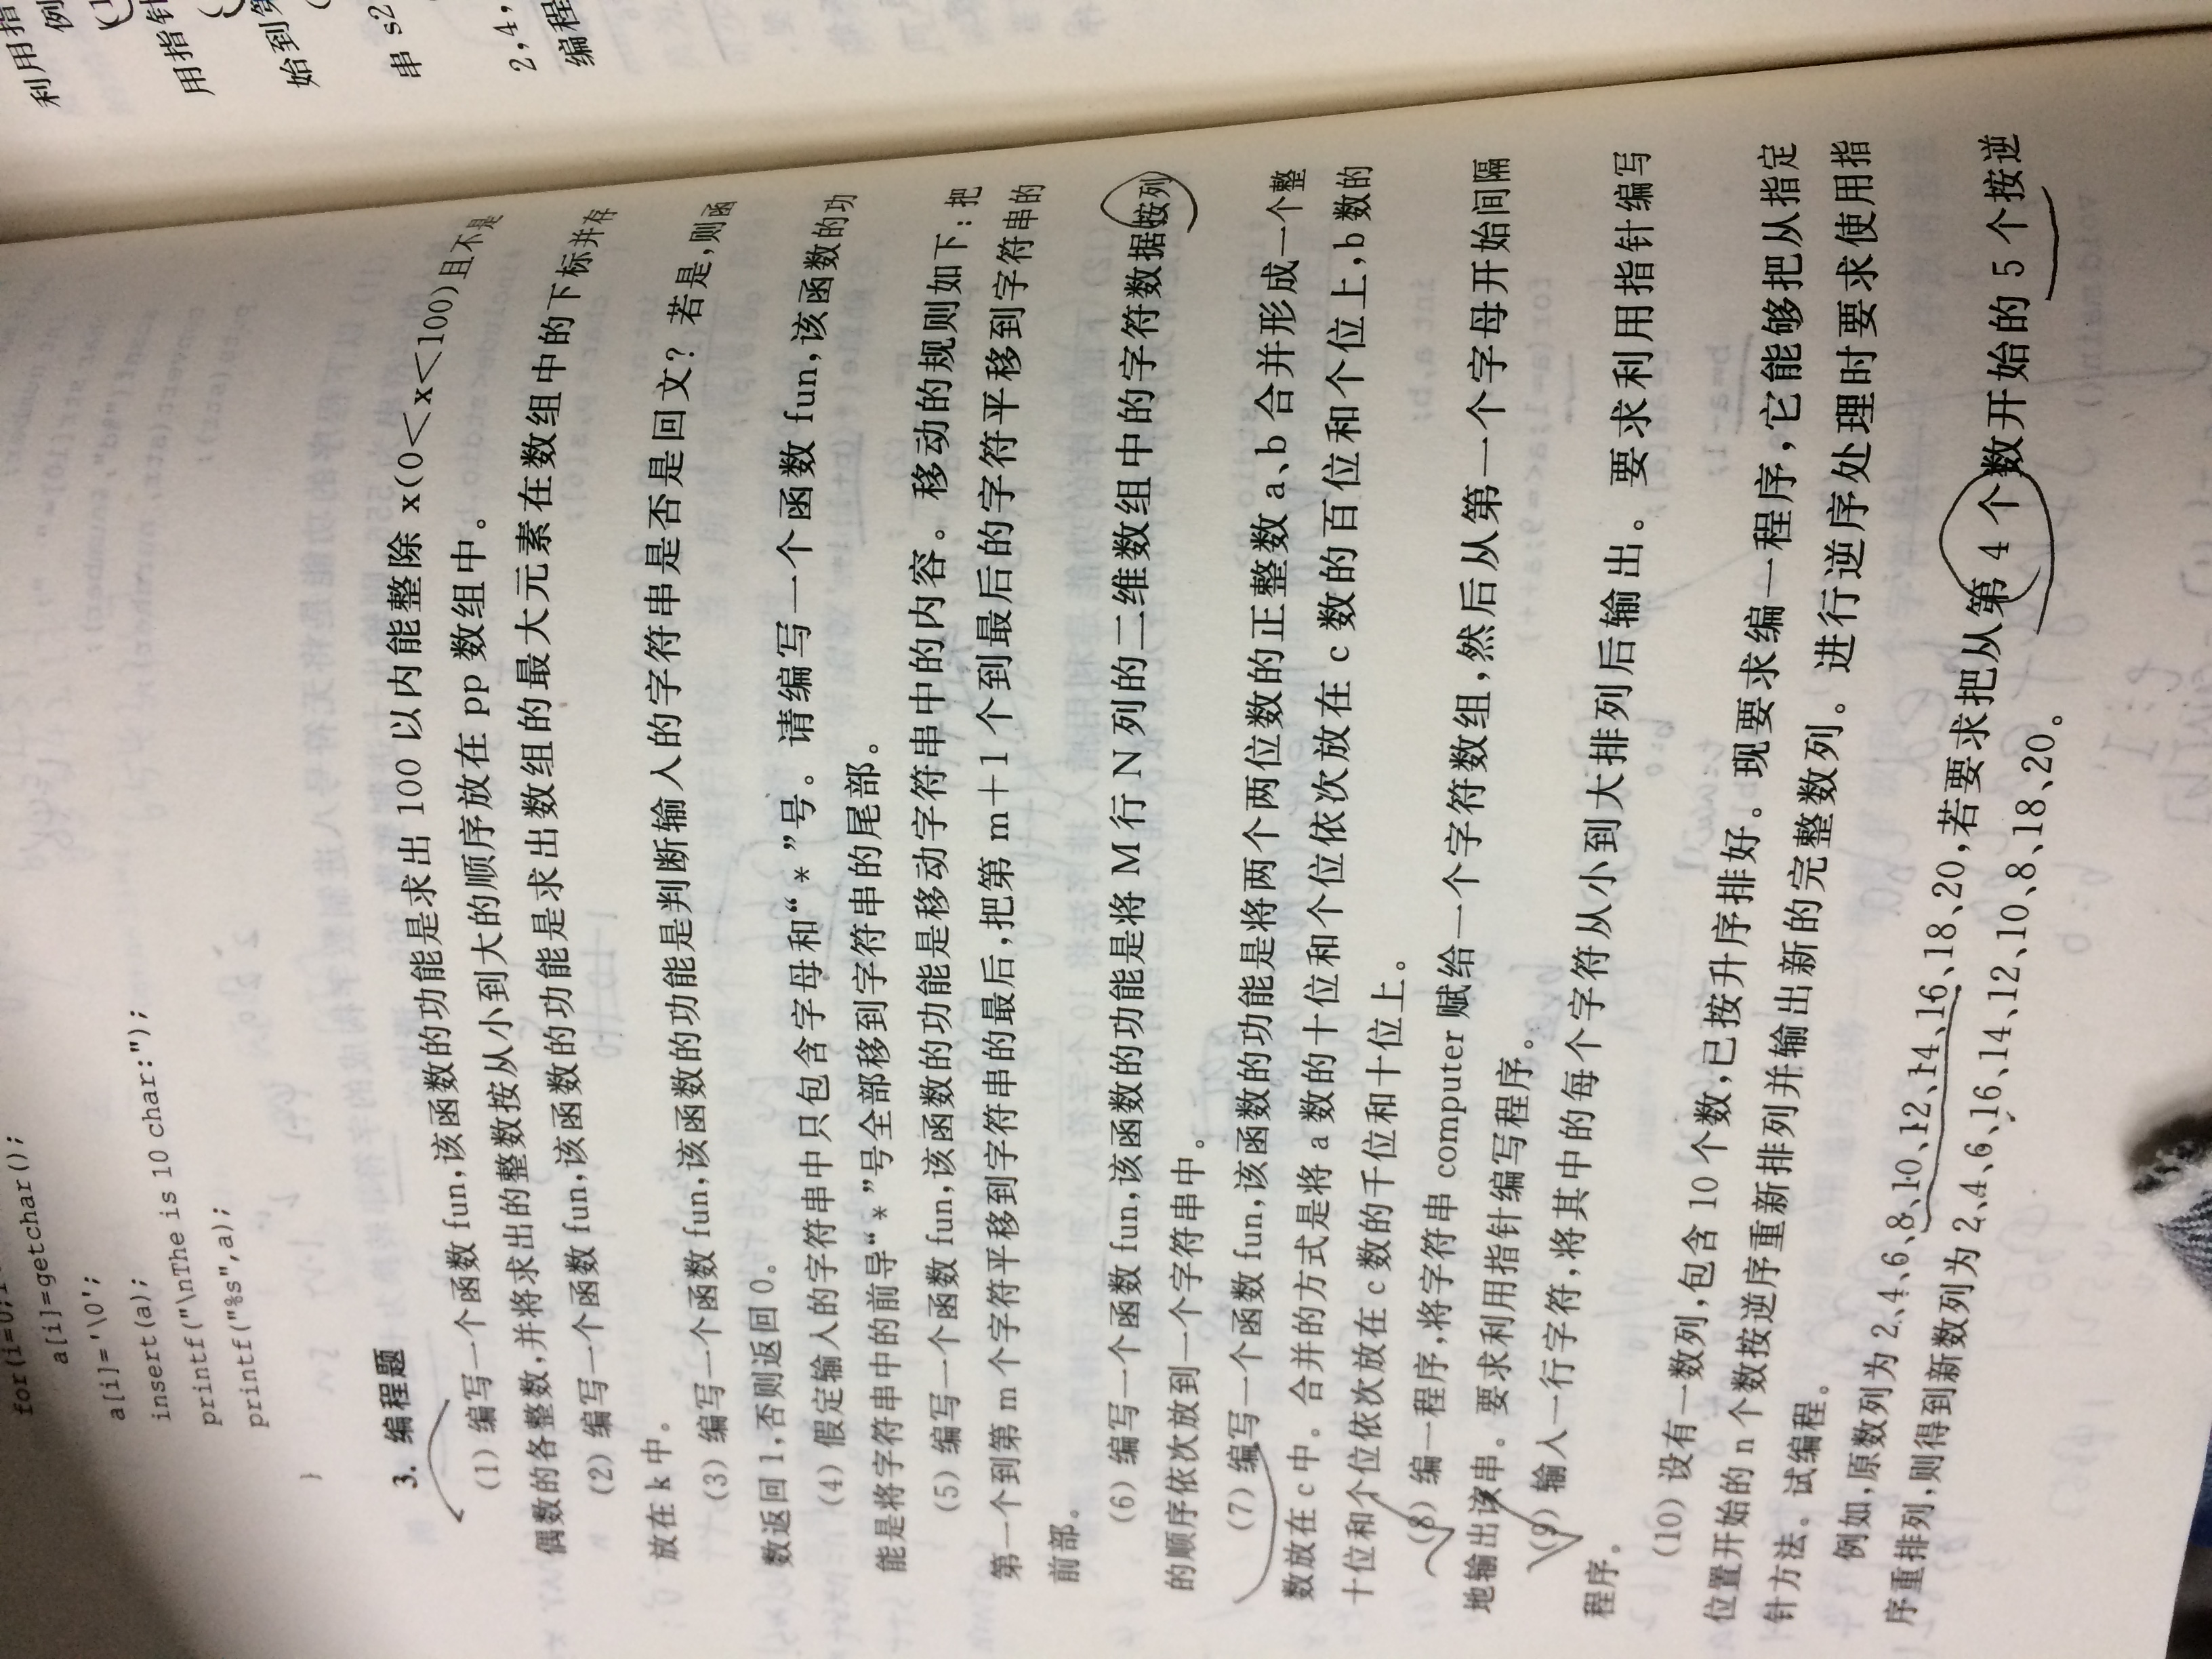 a[i]=getchar();
a[i]='\0';
insert(a);
printf("\nThe is 10 char:");
printf("%s",a);
}
3. 编程题
(1) 编写一个函数 fun,该函数的功能是求出 100 以内能整除 x(0<x<100)且不是
偶数的各整数,并将求出的整数按从小到大的顺序放在 pp 数组中。
(2) 编写一个函数 fun,该函数的功能是求出数组的最大元素在数组中的下标并存
放在 k 中。
(3) 编写一个函数 fun,该函数的功能是判断输入的字符串是否是回文? 若是,则函
数返回 1,否则返回 0。
(4) 假定输入的字符串中只包含字母和“*”号。请编写一个函数 fun,该函数的功
能是将字符串中的前导“*”号全部移到字符串的尾部。
(5) 编写一个函数 fun,该函数的功能是移动字符串中的内容。移动的规则如下:把
第一个到第 m 个字符平移到字符串的最后,把第 m+1 个到最后的字符平移到字符串的
前部。
(6) 编写一个函数 fun,该函数的功能是将 M 行 N 列的二维数组中的字符数据按列
的顺序依次放到一个字符串中。
(7) 编写一个函数 fun,该函数的功能是将两个两位数的正整数 a、b 合并形成一个整
数放在 c 中。合并的方式是将 a 数的十位和个位依次放在 c 数的百位和个位上,b 数的
十位和个位依次放在 c 数的千位和十位上。
(8) 编一程序,将字符串 computer 赋给一个字符数组,然后从第一个字母开始间隔
地输出该串。要求利用指针编写程序。
(9) 输入一行字符,将其中的每个字符从小到大排列后输出。要求利用指针编写
程序。
(10) 设有一数列,包含 10 个数,已按升序排好。现要求编一程序,它能够把从指定
位置开始的 n 个数按逆序重新排列并输出新的完整数列。进行逆序处理时要求使用指
针方法。试编程。
例如,原数列为 2、4、6、8、10、12、14、16、18、20,若要求把从第 4 个数开始的 5 个按逆
序重排列,则得到新数列为 2、4、6、16、14、12、10、8、18、20。
利用指
例
用指针
始到第
串 s2
2,4,
编程